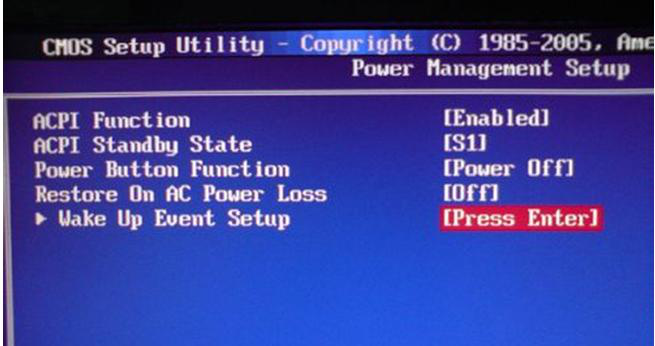 CMOS Setup Utility - Copyright (C) 1985-2005, Ame
Power Management Setup
ACPI Function [Enabled]
ACPI Standby State [S1]
Power Button Function [Power Off]
Restore On AC Power Loss [Off]
▶ Wake Up Event Setup [Press Enter]